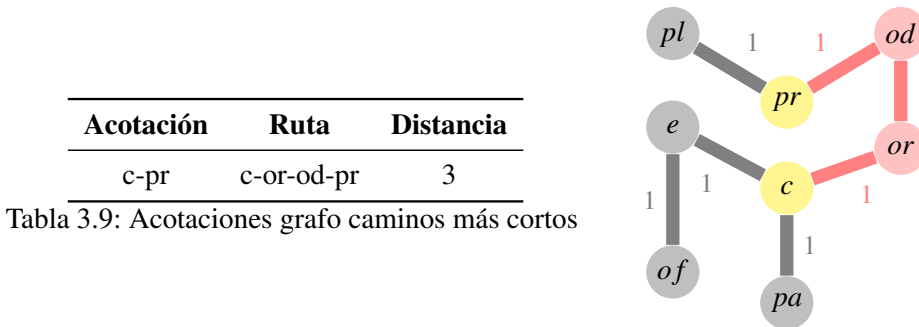 Acotación Ruta Distancia
c-pr c-or-od-pr 3
Tabla 3.9: Acotaciones grafo caminos más cortos
pl 1 1 od
pr
e or
1 1 c 1
1
of pa